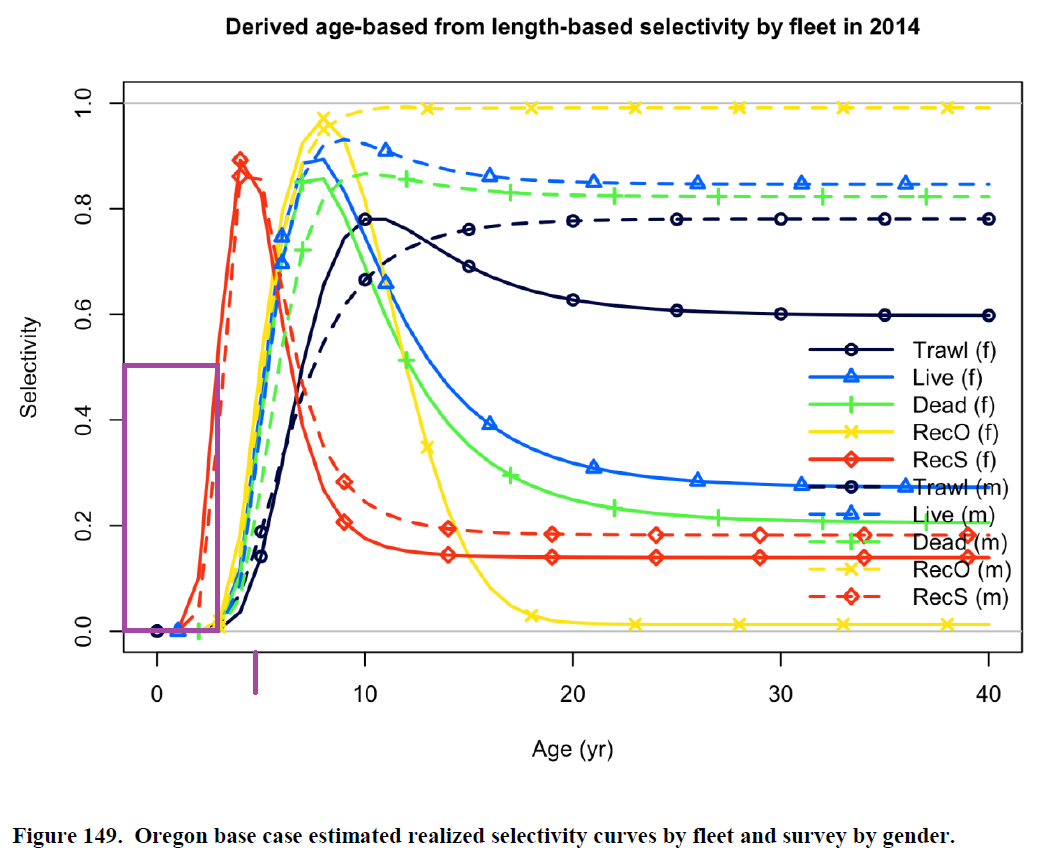 Derived age-based from length-based selectivity by fleet in 2014
Selectivity
1.0
0.8
0.6
0.4
0.2
0.0
Trawl (f)
Live (f)
Dead (f)
RecO (f)
RecS (f)
Trawl (m)
Live (m)
Dead (m)
RecO (m)
RecS (m)
0 10 20 30 40
Age (yr)
Figure 149. Oregon base case estimated realized selectivity curves by fleet and survey by gender.